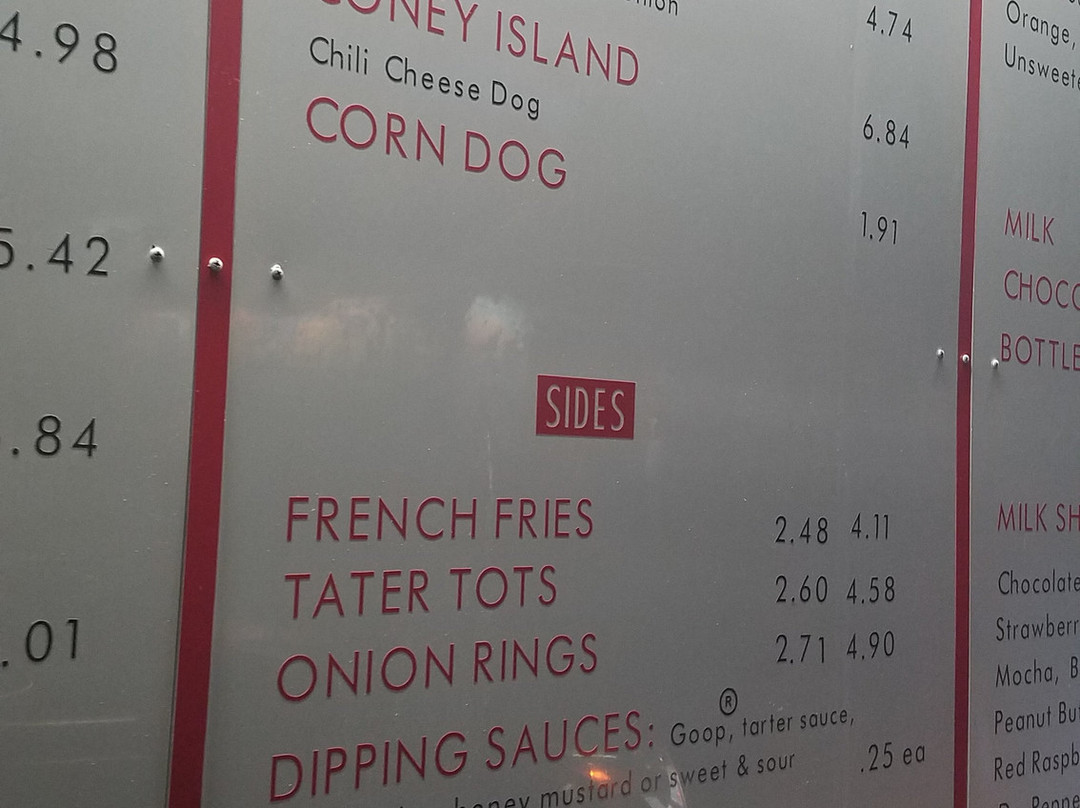 4.98
5.42
.84
.01
ONEY ISLAND 4.74
Chili Cheese Dog 6.84
CORN DOG 1.91
SIDES
FRENCH FRIES 2.48 4.11
TATER TOTS 2.60 4.58
ONION RINGS 2.71 4.90
DIPPING SAUCES: Goop®, tarter sauce,
honey mustard or sweet & sour .25 ea
Orange,
Unsweete
MILK
CHOCO
BOTTLE
MILK SH
Chocolate
Strawberr
Mocha, B
Peanut Bu
Red Raspb